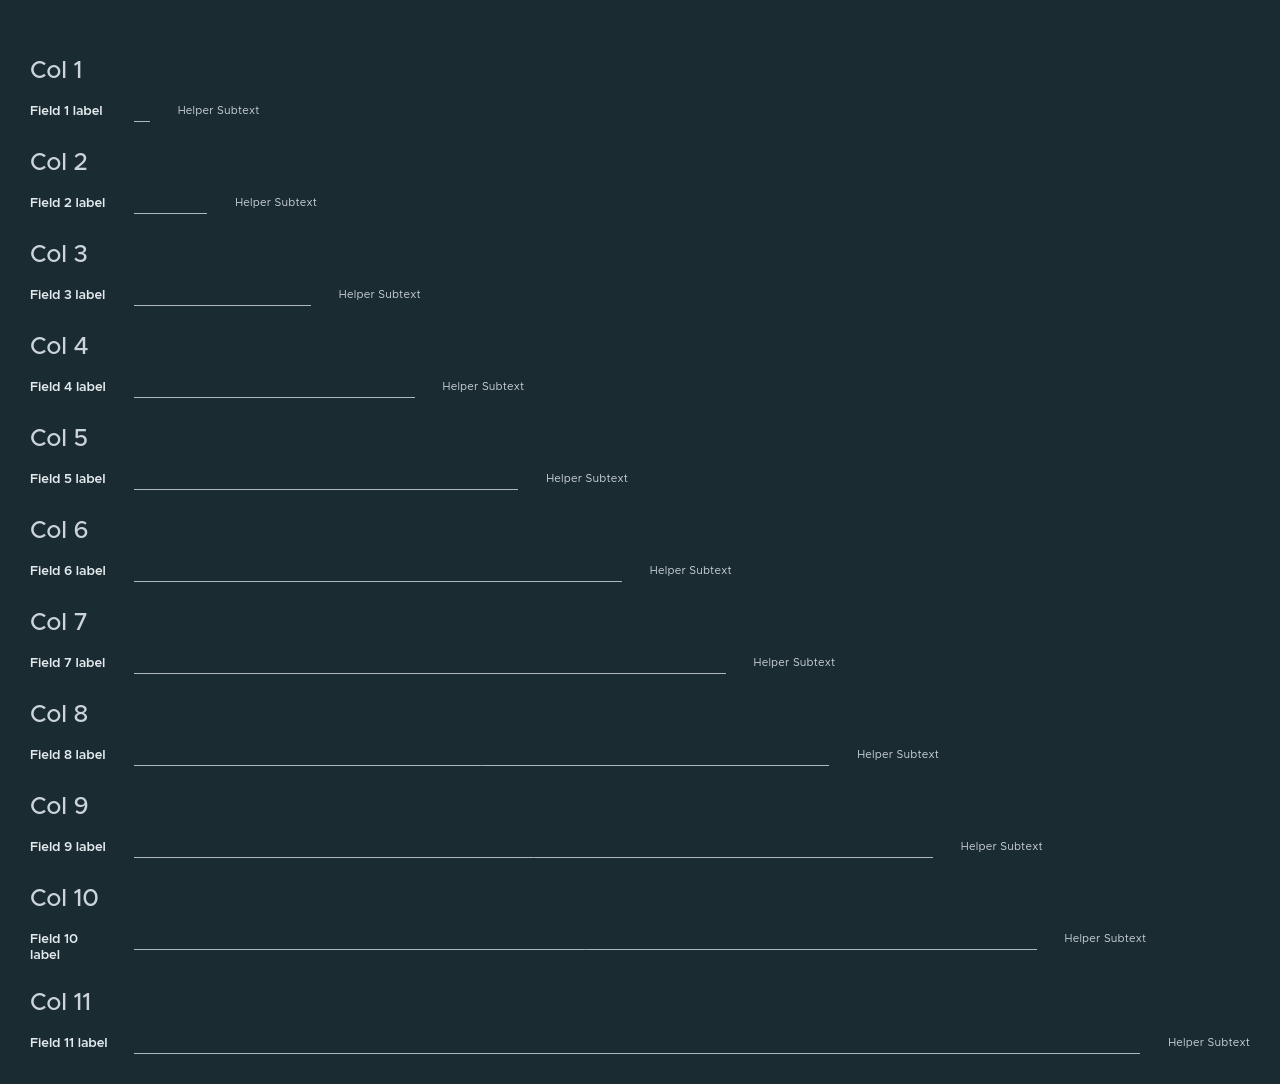 Col 1
Field 1 label Helper Subtext
Col 2
Field 2 label Helper Subtext
Col 3
Field 3 label Helper Subtext
Col 4
Field 4 label Helper Subtext
Col 5
Field 5 label Helper Subtext
Col 6
Field 6 label Helper Subtext
Col 7
Field 7 label Helper Subtext
Col 8
Field 8 label Helper Subtext
Col 9
Field 9 label Helper Subtext
Col 10
Field 10 Helper Subtext
label
Col 11
Field 11 label Helper Subtext